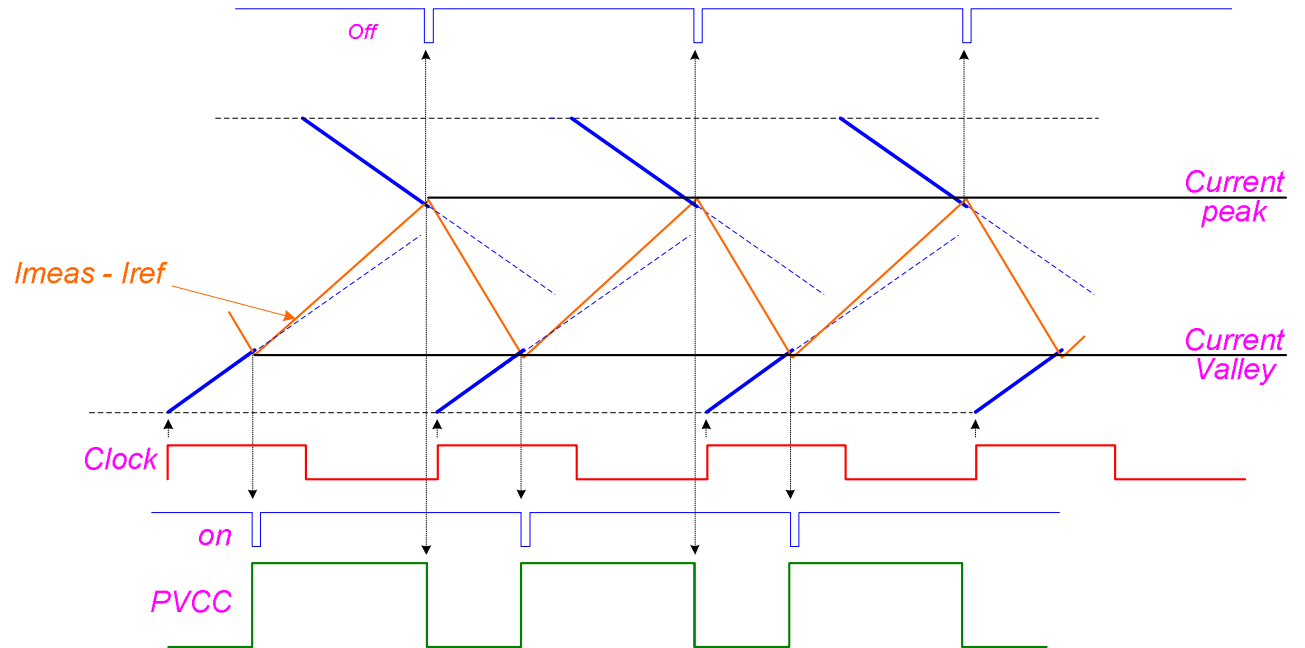 Off
Current
peak
Imeas - Iref
Current
Valley
Clock
on
PVCC